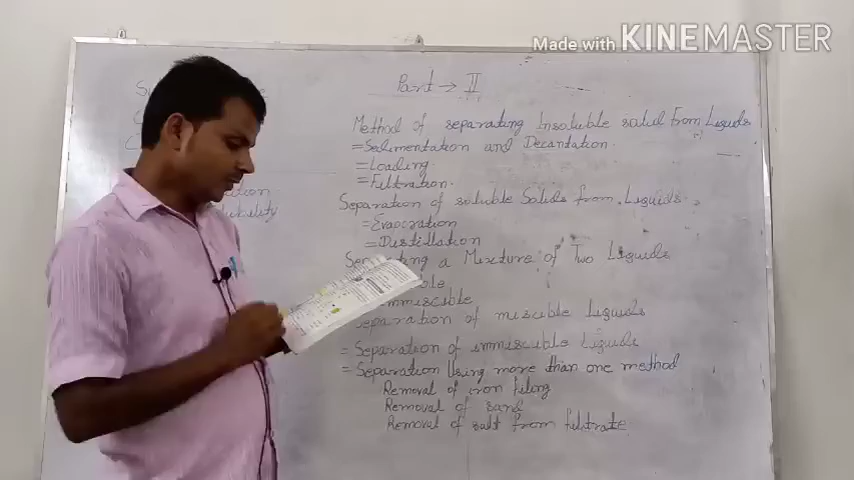 Made with KINEMASTER
Part → II
Method of separating Insoluble solid From Liquids
= Sedimentation and Decantation.
= Loading.
= Filtration.
Separation of soluble Solids from Liquids.
= Evaporation
= Distillation
a Mixture of Two Liquids
immiscible
Separation of miscible Liquids
= Separation of immiscible Liquids
= Separation Using more than one method
Removal of iron filing
Removal of sand
Removal of salt from filtrate